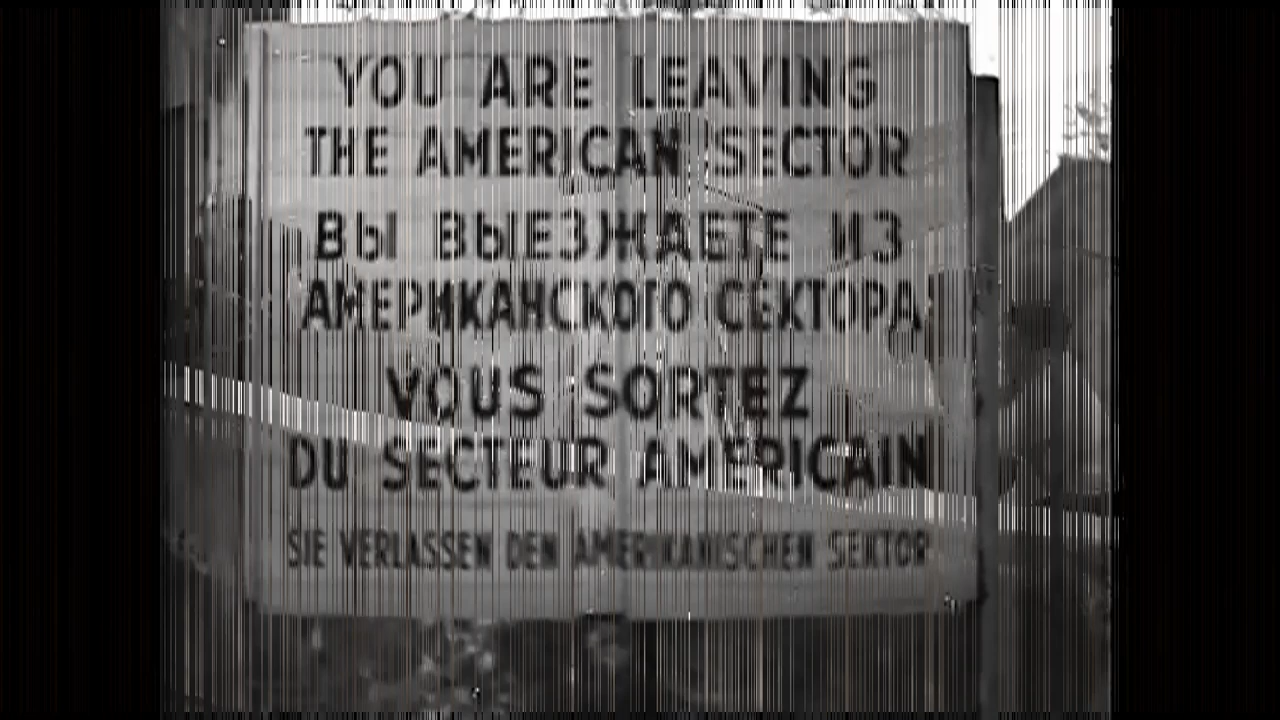 YOU ARE LEAVING
THE AMERICAN SECTOR
ВЫ ВЫЕЗЖАЕТЕ ИЗ
АМЕРИКАНСКОГО СЕКТОРА
VOUS SORTEZ
DU SECTEUR AMERICAIN
SIE VERLASSEN DEN AMERIKANISCHEN SEKTOR